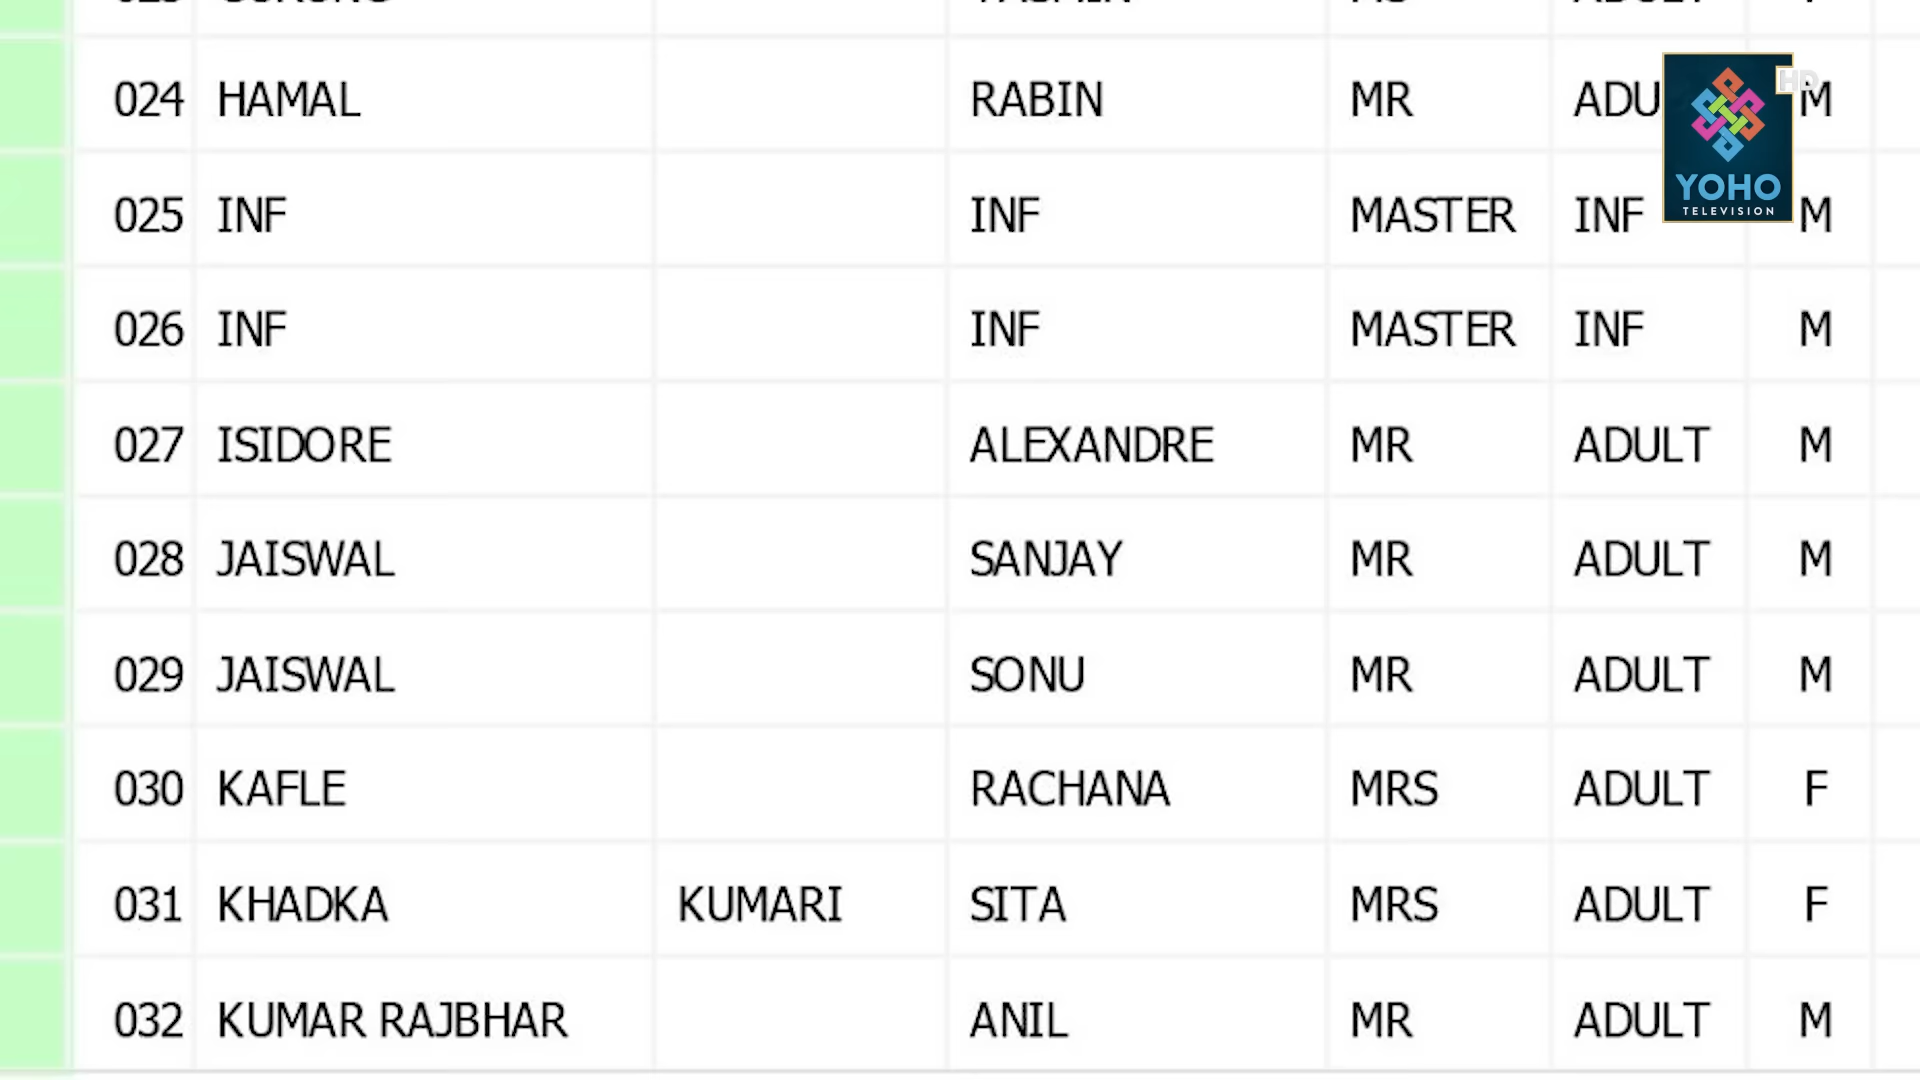 024 HAMAL RABIN MR ADU M
025 INF INF MASTER INF M
026 INF INF MASTER INF M
027 ISIDORE ALEXANDRE MR ADULT M
028 JAISWAL SANJAY MR ADULT M
029 JAISWAL SONU MR ADULT M
030 KAFLE RACHANA MRS ADULT F
031 KHADKA KUMARI SITA MRS ADULT F
032 KUMAR RAJBHAR ANIL MR ADULT M
HD
YOHO
TELEVISION